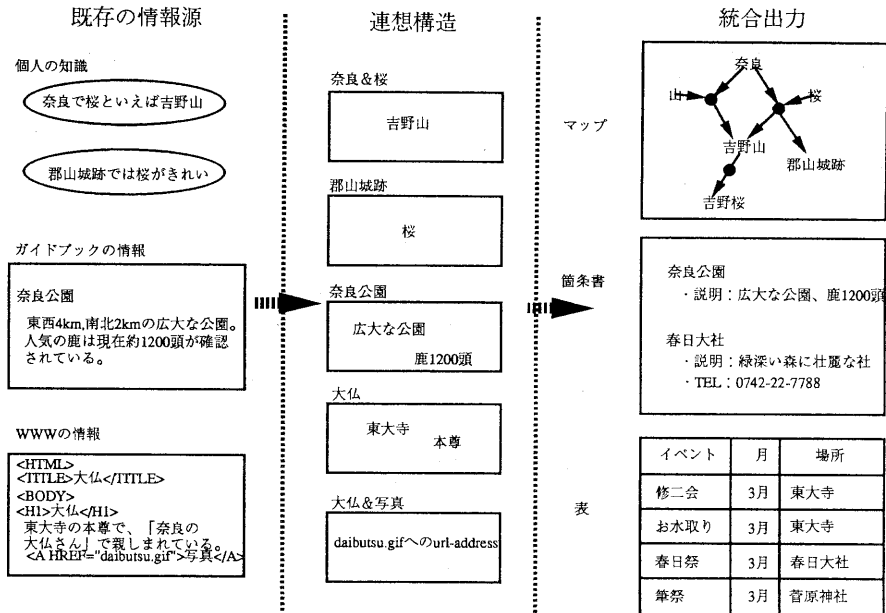 既存の情報源
連想構造
統合出力
個人の知識
奈良で桜といえば吉野山
郡山城跡では桜がきれい
ガイドブックの情報
奈良公園
東西4km,南北2kmの広大な公園。
人気の鹿は現在約1200頭が確認
されている。
WWWの情報
<HTML>
<TITLE>大仏</TITLE>
<BODY>
<H1>大仏</H1>
東大寺の本尊で、「奈良の
大仏さん」で親しまれている。
<A HREF="daibutsu.gif">写真</A>
奈良&桜
吉野山
郡山城跡
桜
奈良公園
広大な公園
鹿1200頭
大仏
東大寺
本尊
大仏&写真
daibutsu.gifへのurl-address
マップ
奈良
山
桜
吉野山
郡山城跡
吉野桜
箇条書
奈良公園
・説明：広大な公園、鹿1200頭
春日大社
・説明：緑深い森に壮麗な社
・TEL：0742-22-7788
表
イベント 月 場所
修二会 3月 東大寺
お水取り 3月 東大寺
春日祭 3月 春日大社
筆祭 3月 菅原神社